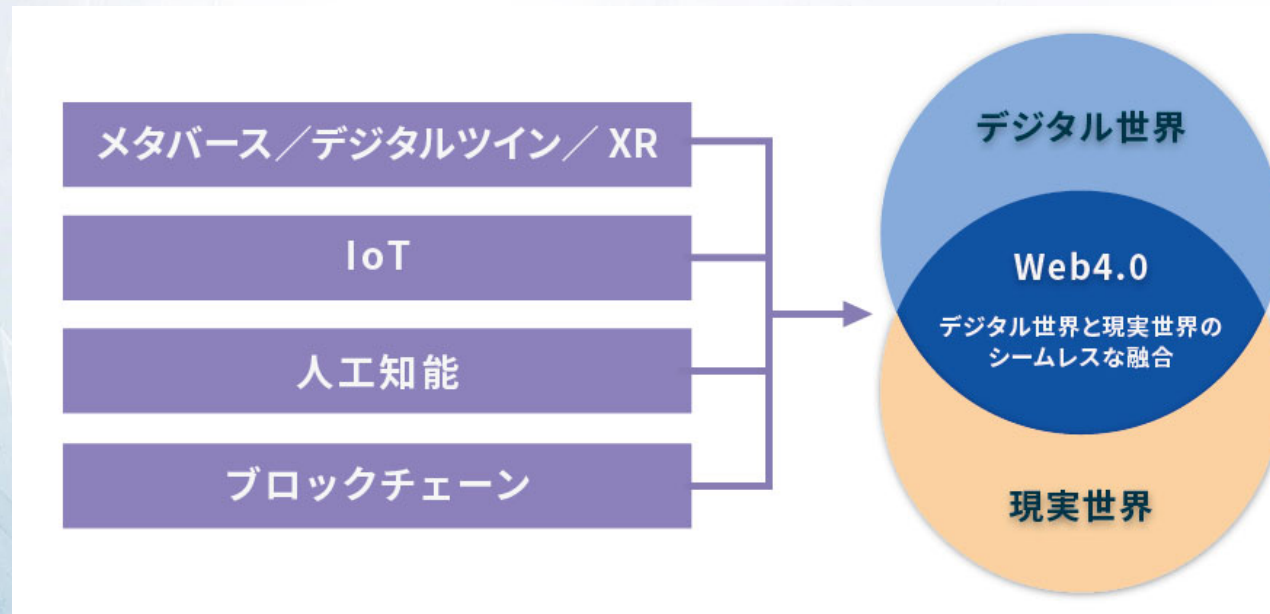 メタバース／デジタルツイン／ XR
IoT
人工知能
ブロックチェーン
デジタル世界
Web4.0
デジタル世界と現実世界の
シームレスな融合
現実世界